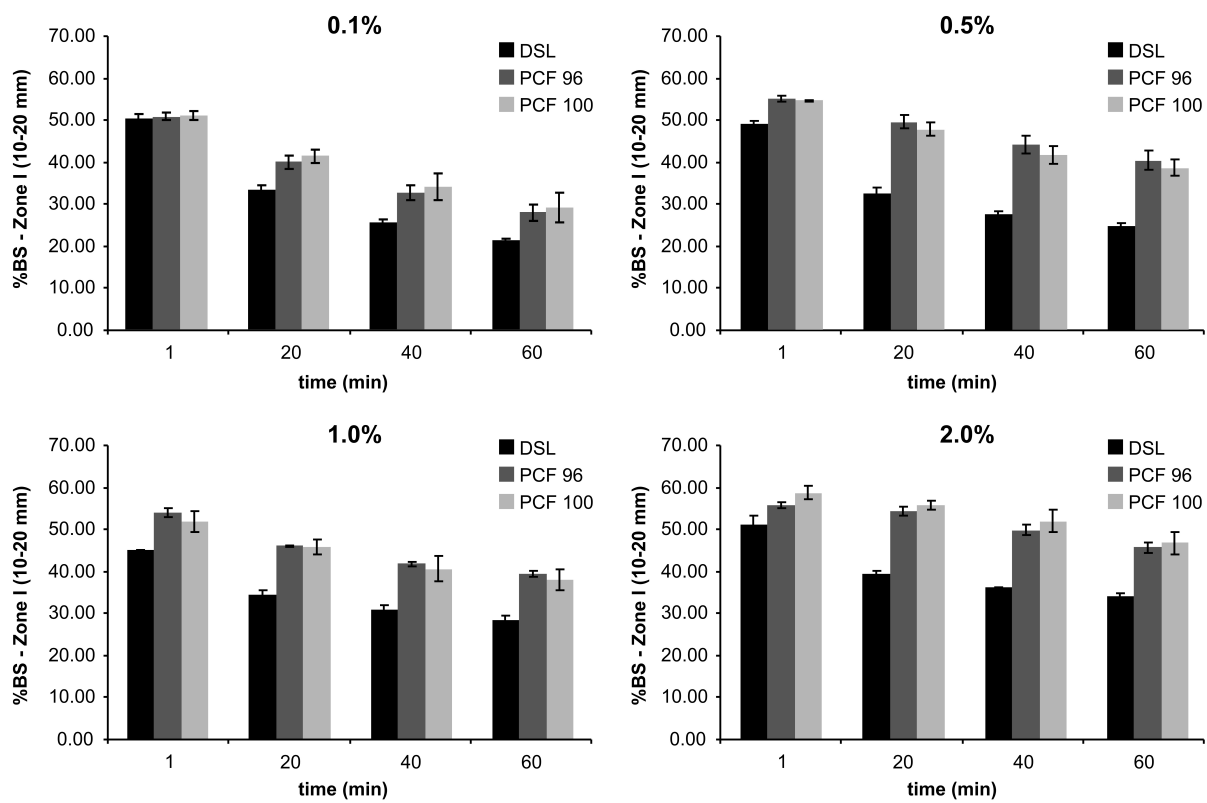 0.1%
70.00
60.00
50.00
40.00
30.00
20.00
10.00
0.00
%BS - Zone I (10-20 mm)
DSL
PCF 96
PCF 100
1 20 40 60
time (min)
0.5%
70.00
60.00
50.00
40.00
30.00
20.00
10.00
0.00
%BS - Zone I (10-20 mm)
DSL
PCF 96
PCF 100
1 20 40 60
time (min)
1.0%
70.00
60.00
50.00
40.00
30.00
20.00
10.00
0.00
%BS - Zone I (10-20 mm)
DSL
PCF 96
PCF 100
1 20 40 60
time (min)
2.0%
70.00
60.00
50.00
40.00
30.00
20.00
10.00
0.00
%BS - Zone I (10-20 mm)
DSL
PCF 96
PCF 100
1 20 40 60
time (min)